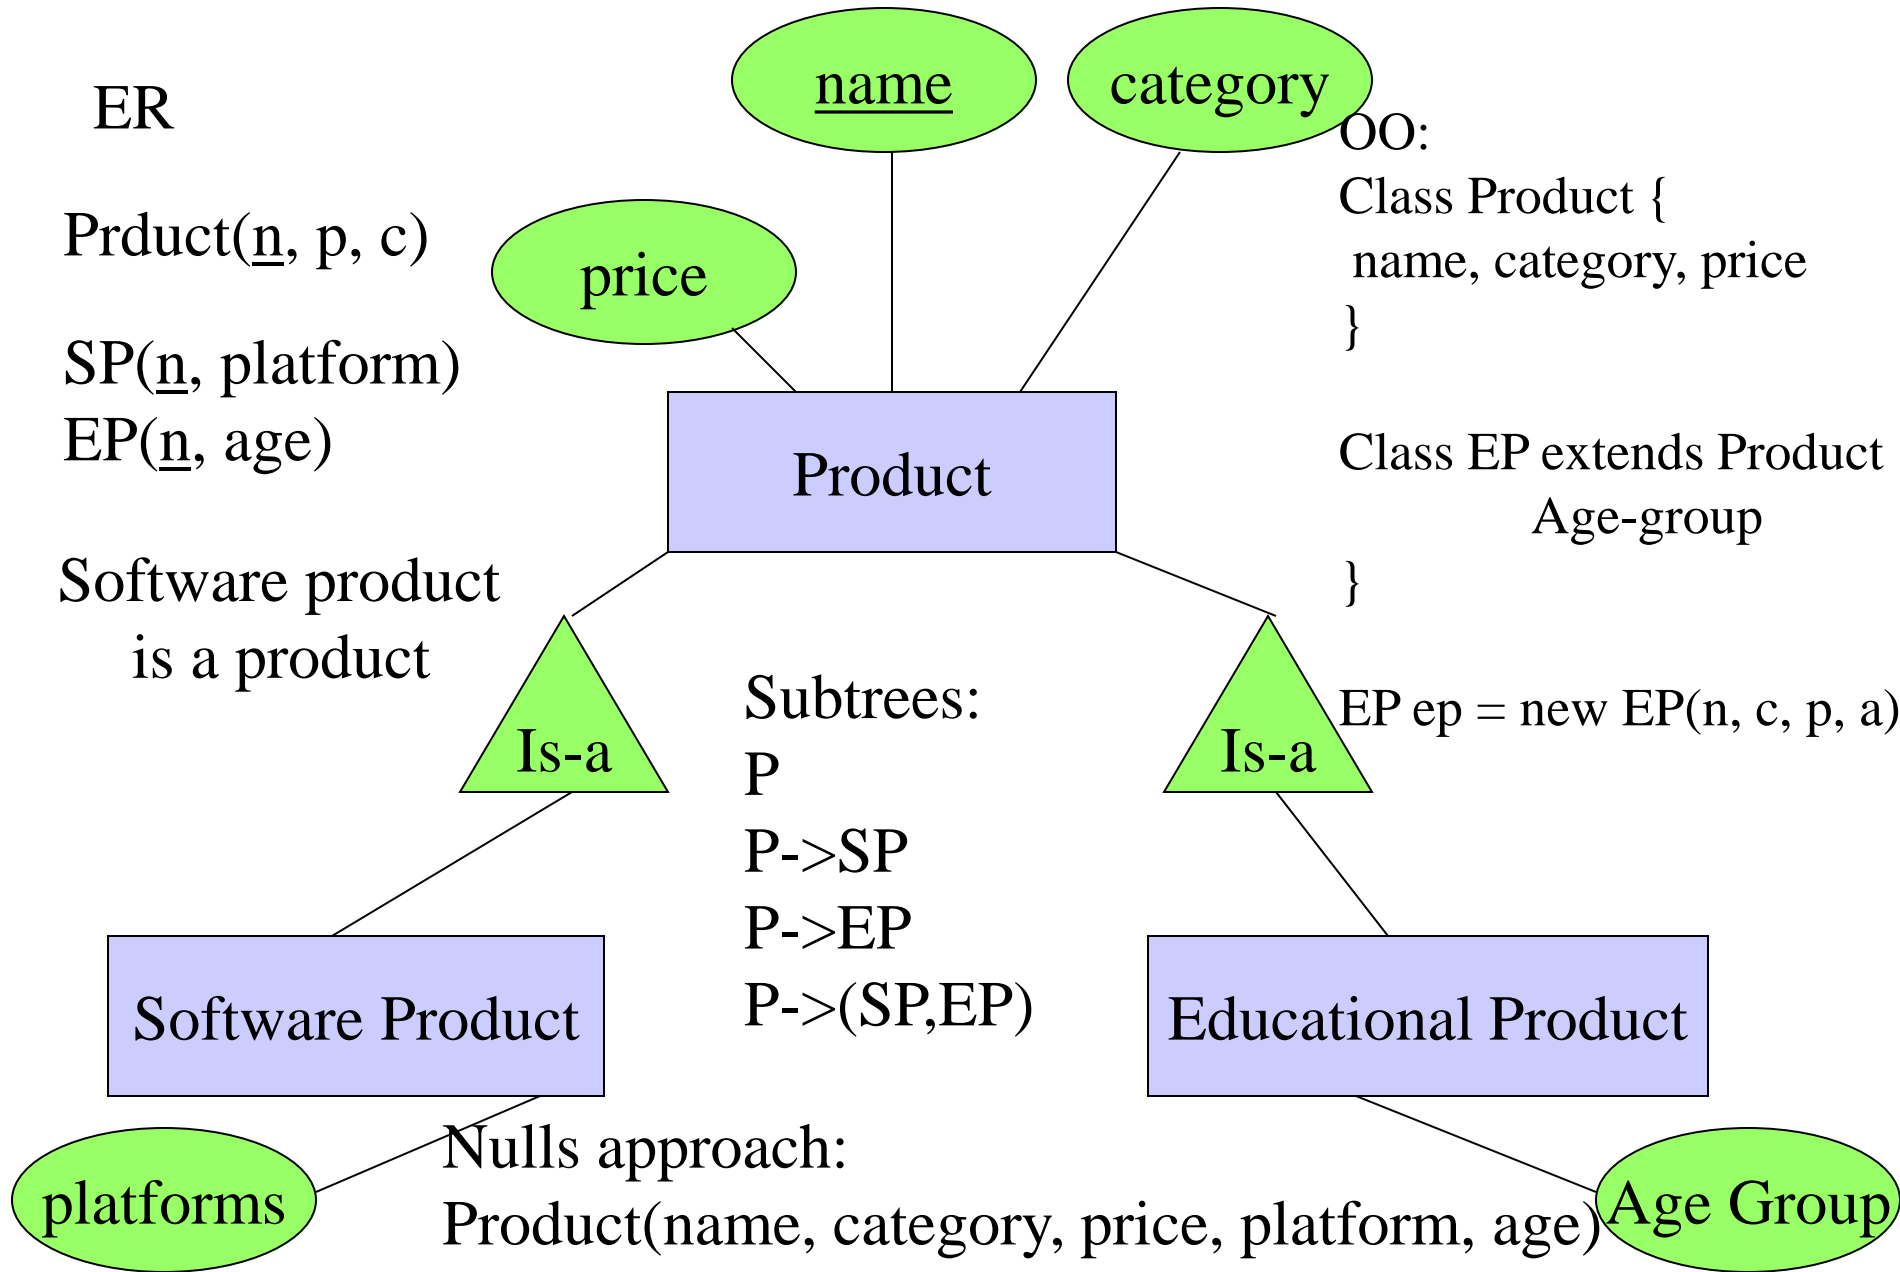 ER
Prduct(n, p, c)
SP(n, platform)
EP(n, age)
Software product
is a product
name
category
price
Product
OO:
Class Product {
name, category, price
}
Class EP extends Product
Age-group
}
EP ep = new EP(n, c, p, a)
Is-a
Is-a
Subtrees:
P
P->SP
P->EP
P->(SP,EP)
Software Product
Educational Product
platforms
Nulls approach:
Product(name, category, price, platform, age)
Age Group